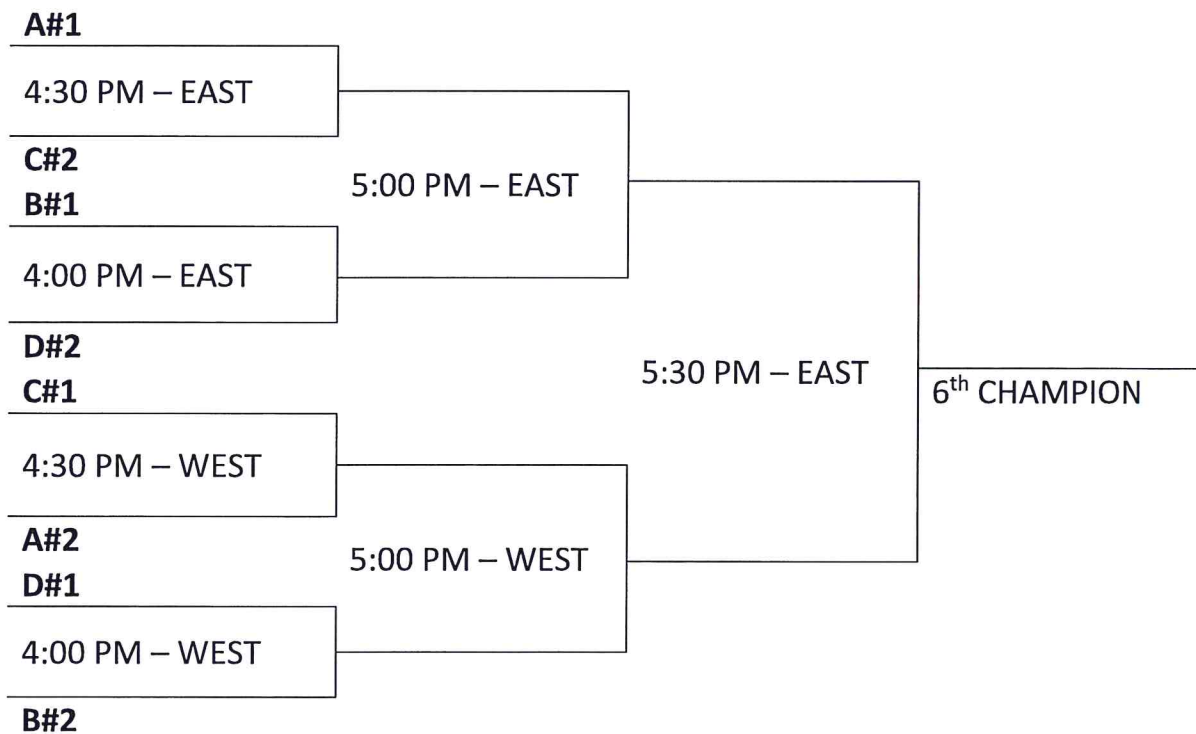 A#1
4:30 PM – EAST
C#2
B#1
5:00 PM – EAST
4:00 PM – EAST
D#2
C#1
5:30 PM – EAST
6th CHAMPION
4:30 PM – WEST
A#2
D#1
5:00 PM – WEST
4:00 PM – WEST
B#2